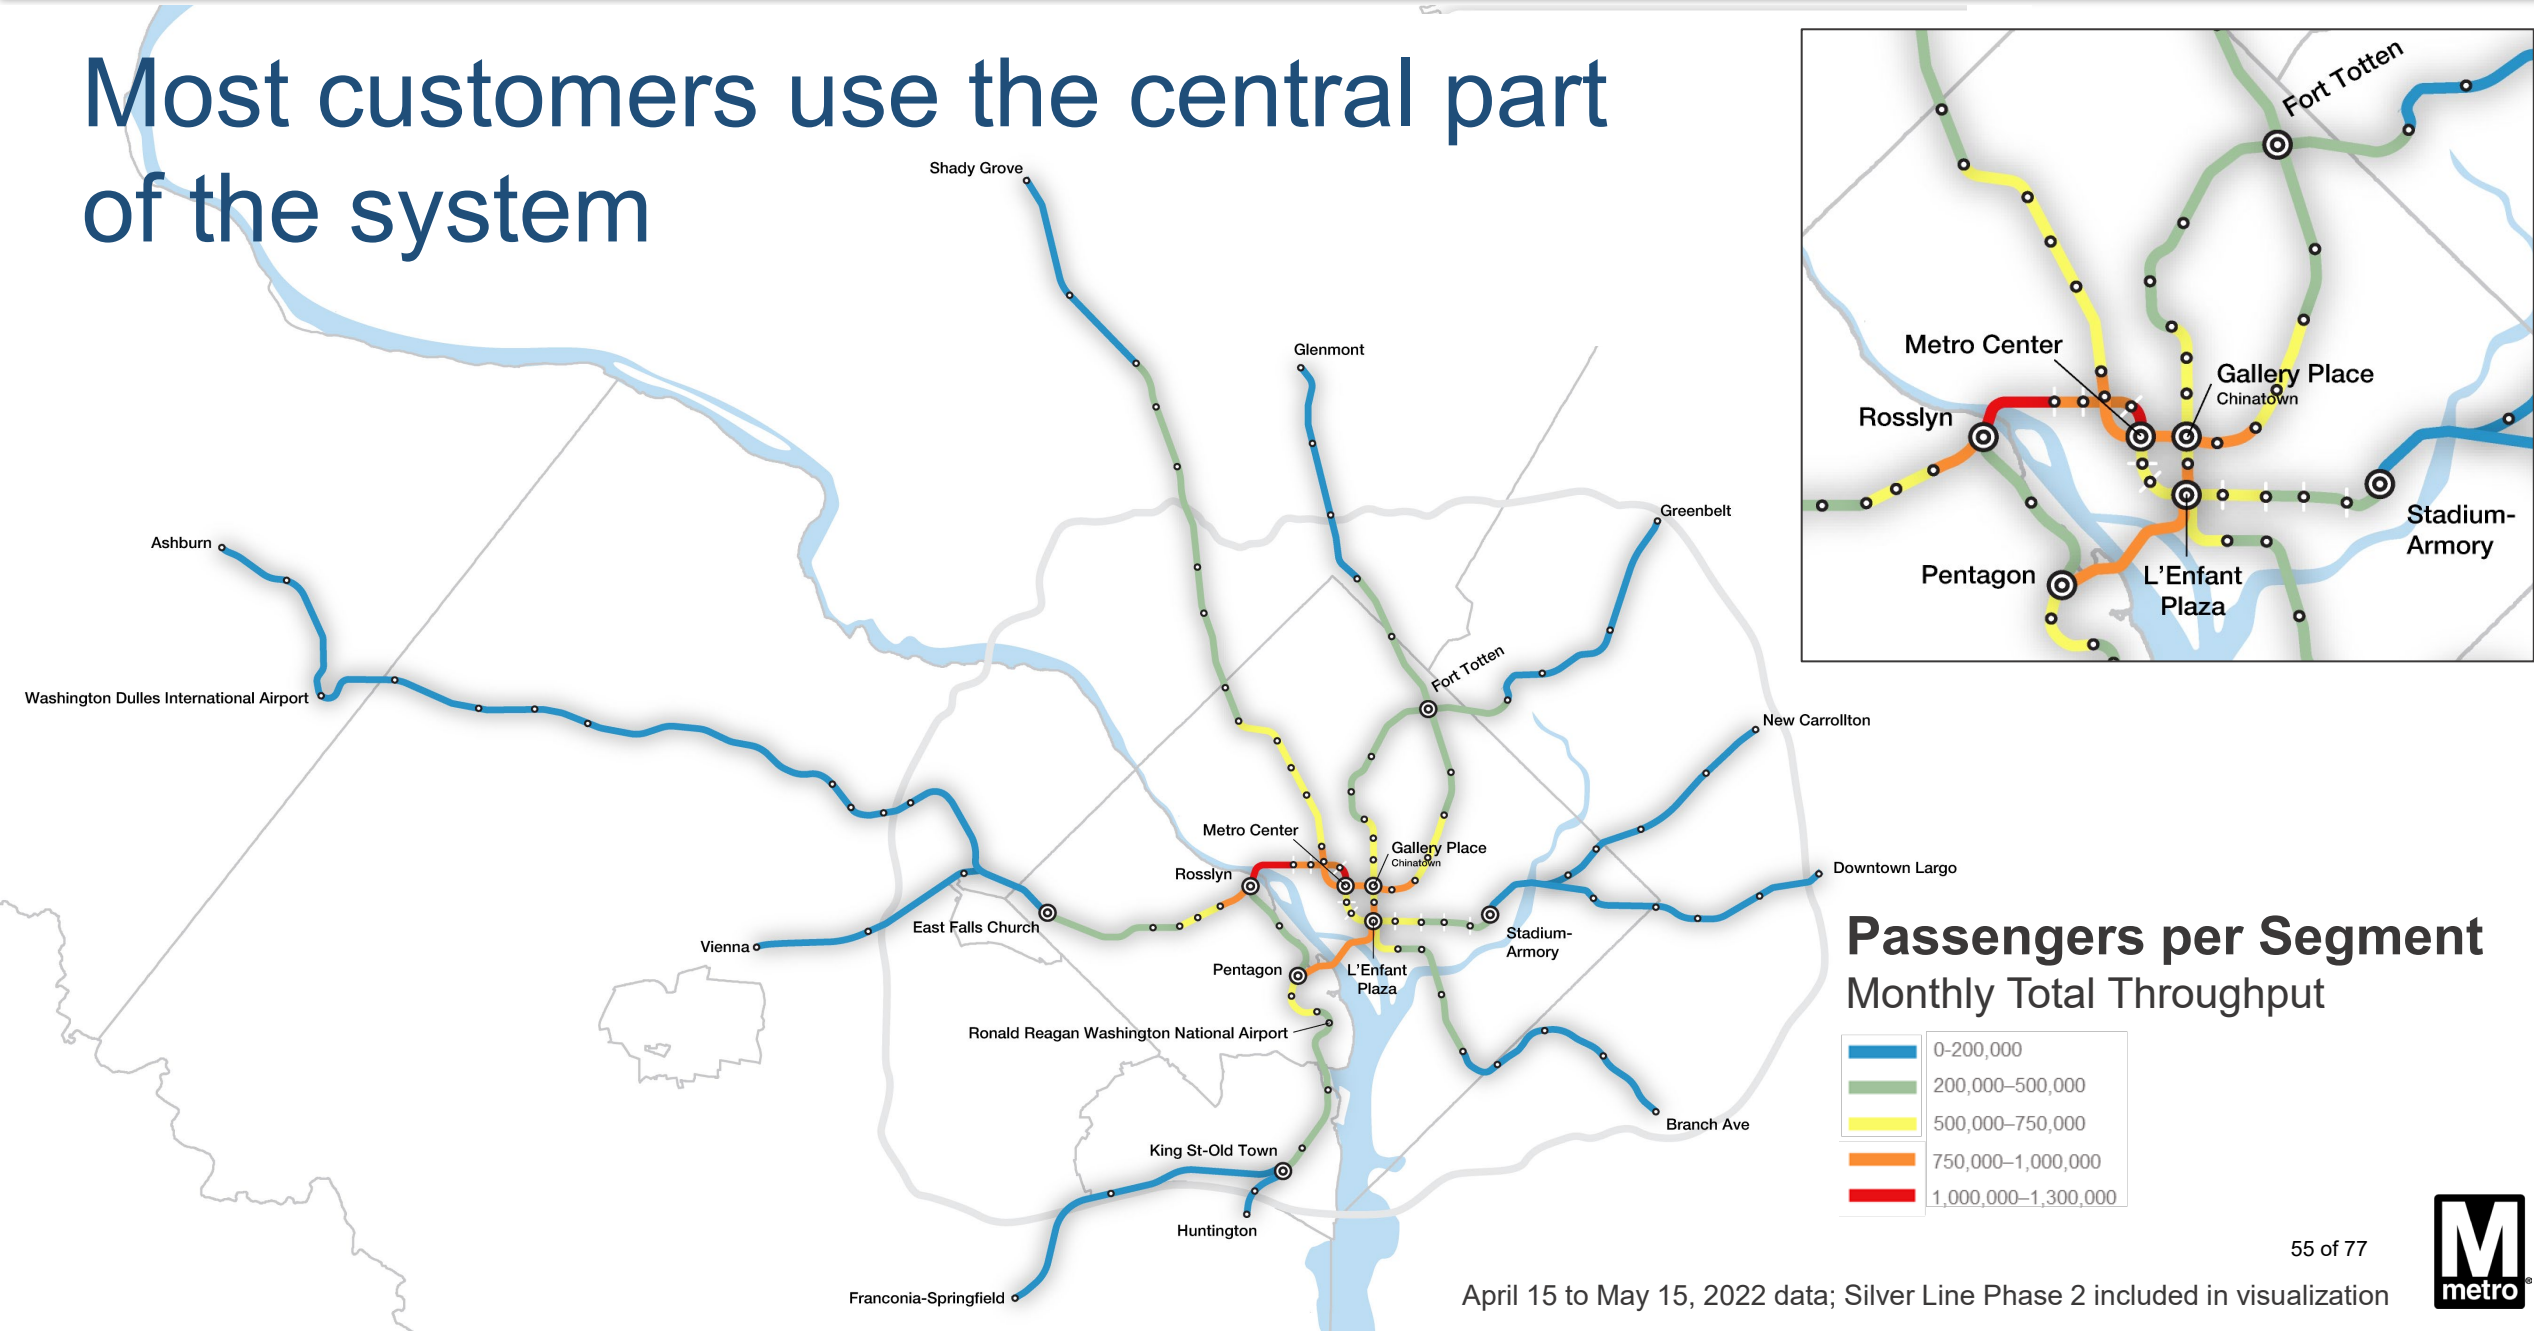 Most customers use the central part
of the system
Shady Grove
Glenmont
Greenbelt
Ashburn
Fort Totten
Washington Dulles International Airport
New Carrollton
Metro Center
Gallery Place
Chinatown
Rosslyn
Downtown Largo
East Falls Church
Vienna
Stadium-
Armory
Pentagon
L'Enfant
Plaza
Ronald Reagan Washington National Airport
Branch Ave
King St-Old Town
Huntington
Franconia-Springfield
Fort Totten
Metro Center
Gallery Place
Chinatown
Rosslyn
Stadium-
Armory
Pentagon
L'Enfant
Plaza
Passengers per Segment
Monthly Total Throughput
0-200,000
200,000–500,000
500,000–750,000
750,000–1,000,000
1,000,000–1,300,000
55 of 77
April 15 to May 15, 2022 data; Silver Line Phase 2 included in visualization
M
metro®